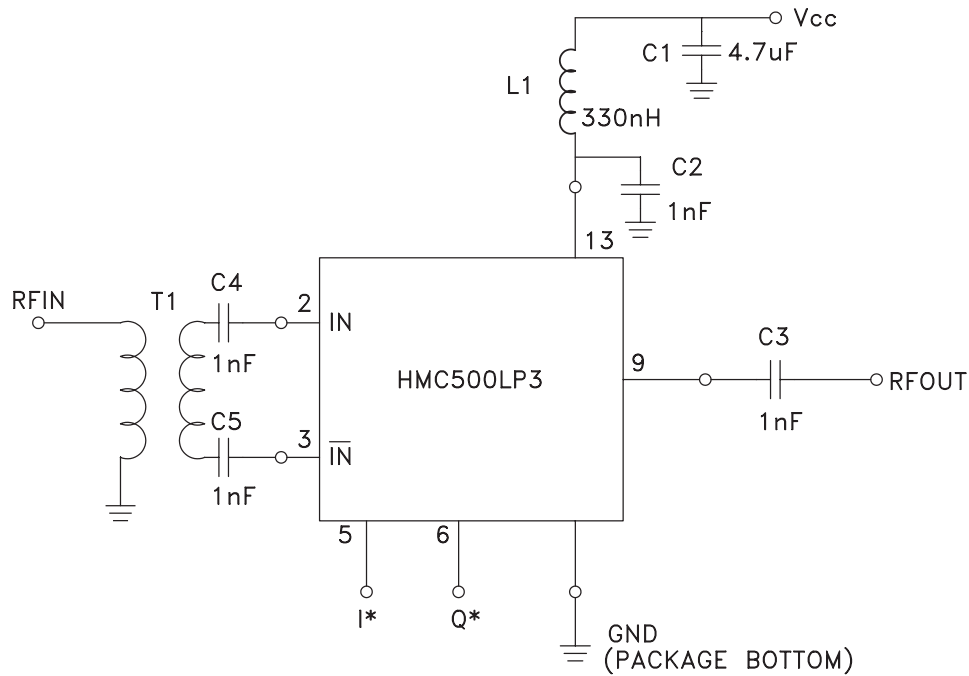 Vcc
C1
4.7uF
L1
330nH
C2
1nF
13
RFIN
T1
C4
1nF
2
IN
HMC500LP3
9
C3
1nF
RFOUT
C5
1nF
3
I̅N̅
5
6
I*
Q*
GND
(PACKAGE BOTTOM)